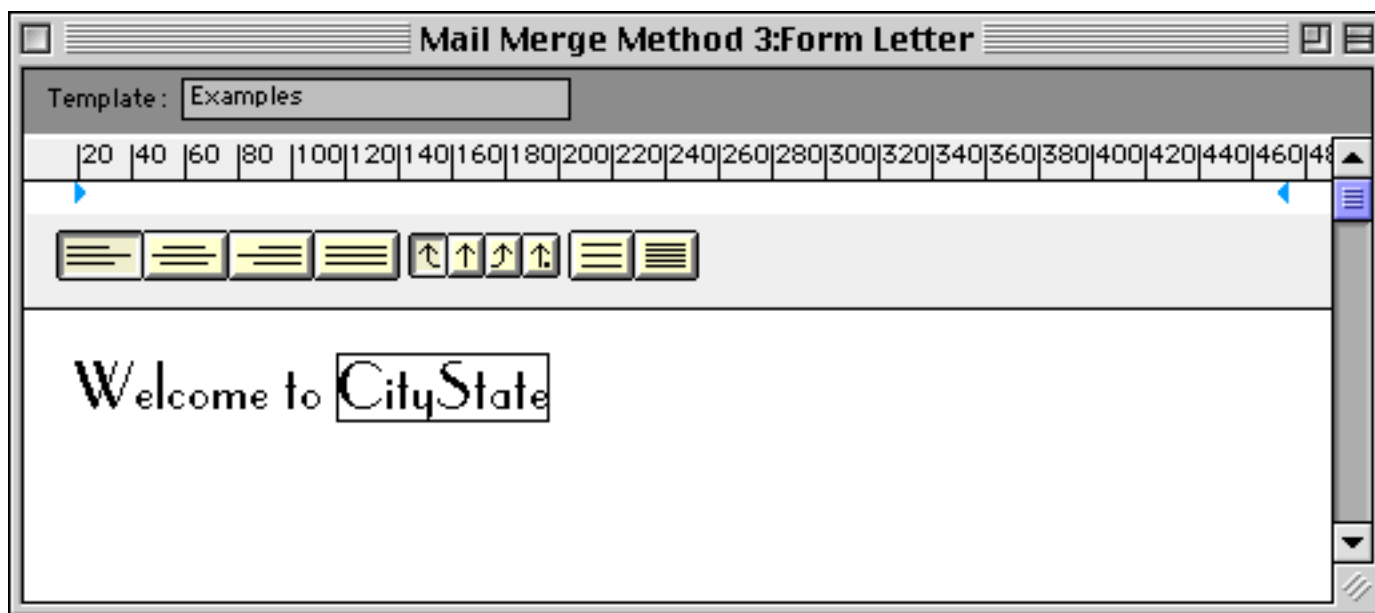 Mail Merge Method 3:Form Letter
Template: Examples
|20 |40 |60 |80 |100|120|140|160|180|200|220|240|260|280|300|320|340|360|380|400|420|440|460|48
Welcome to CityState